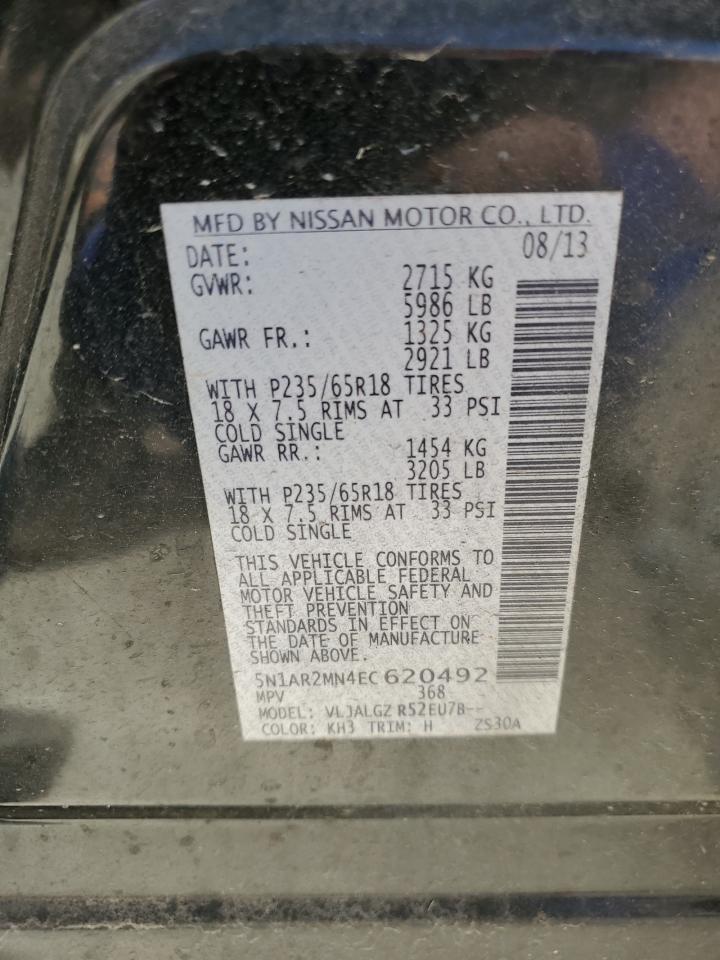 MFD BY NISSAN MOTOR CO., LTD.
DATE: 08/13
GVWR: 2715 KG
5986 LB
GAWR FR.: 1325 KG
2921 LB
WITH P235/65R18 TIRES
18 X 7.5 RIMS AT 33 PSI
COLD SINGLE
GAWR RR.: 1454 KG
3205 LB
WITH P235/65R18 TIRES
18 X 7.5 RIMS AT 33 PSI
COLD SINGLE
THIS VEHICLE CONFORMS TO
ALL APPLICABLE FEDERAL
MOTOR VEHICLE SAFETY AND
THEFT PREVENTION
STANDARDS IN EFFECT ON
THE DATE OF MANUFACTURE
SHOWN ABOVE.
5N1AR2MN4EC 620492
MPV 368
MODEL: VLJALGZ R52EU7B--
COLOR: KH3 TRIM: H ZS30A